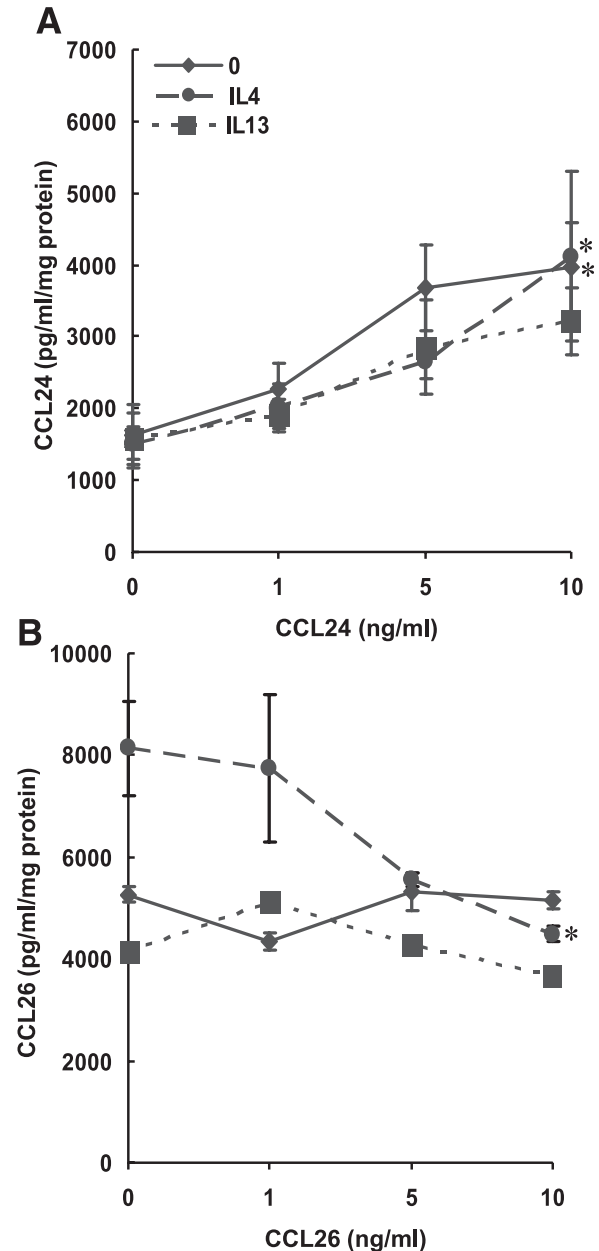 A
7000
6000
5000
4000
3000
2000
1000
0
CCL24 (pg/ml/mg protein)
0
IL4
IL13
*
*
0 1 5 10
CCL24 (ng/ml)
B
10000
8000
6000
4000
2000
0
CCL26 (pg/ml/mg protein)
*
0 1 5 10
CCL26 (ng/ml)